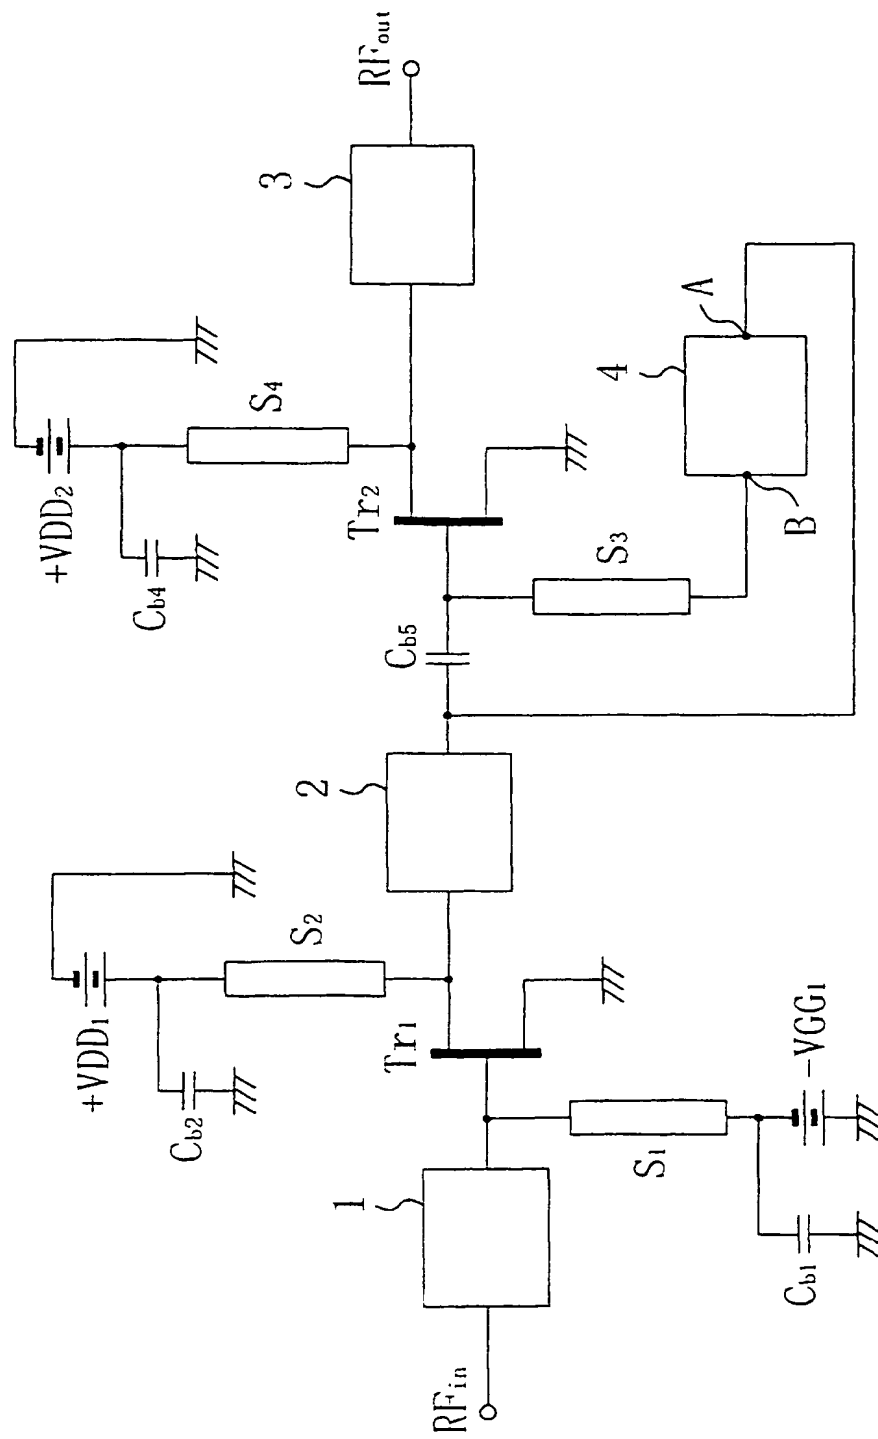 RFin
1
Cb1
S1
-VGG1
Tr1
Cb2
+VDD1
S2
2
Cb5
S3
Tr2
Cb4
+VDD2
S4
B
4
A
3
RFout